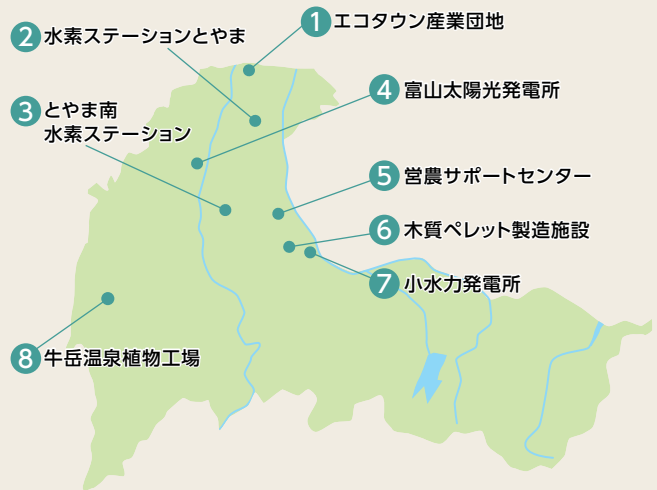 1 エコタウン産業団地
2 水素ステーションとやま
3 とやま南
水素ステーション
4 富山太陽光発電所
5 営農サポートセンター
6 木質ペレット製造施設
7 小水力発電所
8 牛岳温泉植物工場